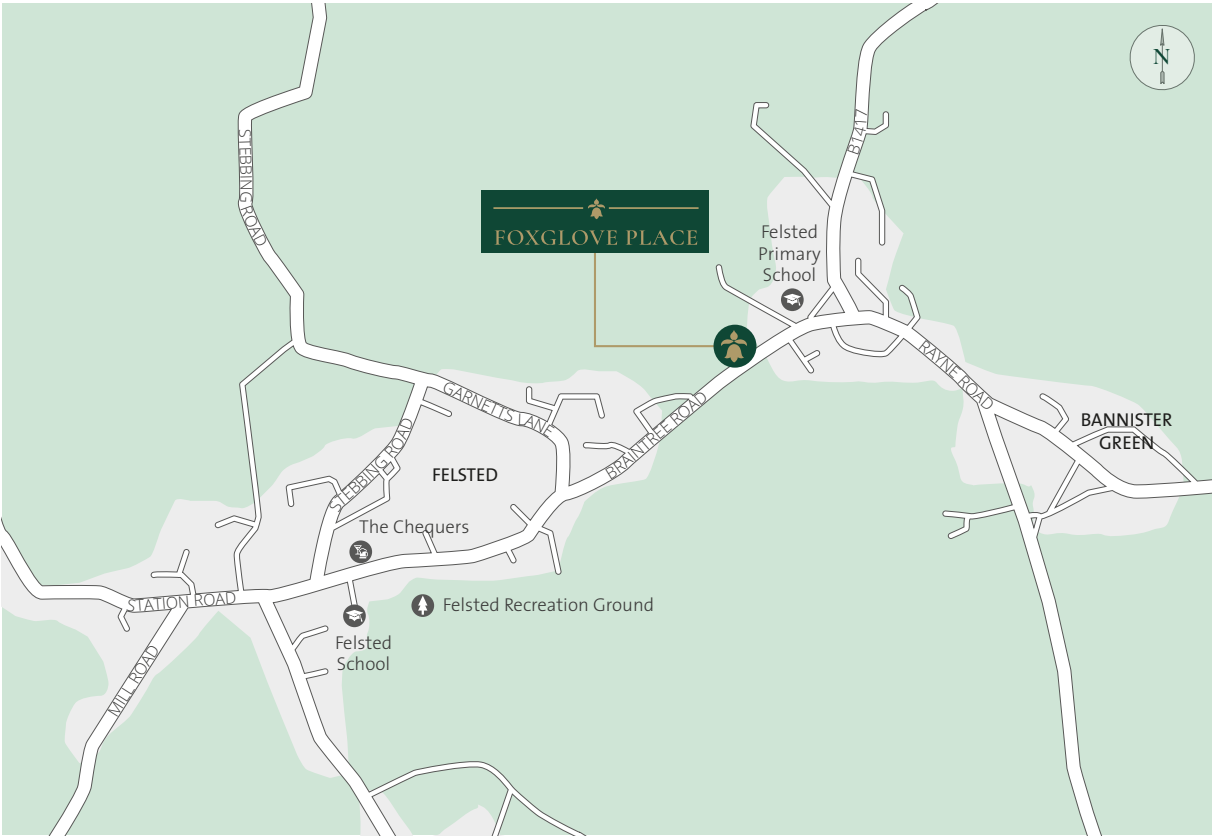 N
B1417
STEBBING ROAD
FOXGLOVE PLACE
Felsted
Primary
School
RAYNE ROAD
GARNETTS LANE
BRAINTREE ROAD
BANNISTER
GREEN
STEBBING ROAD
FELSTED
The Chequers
STATION ROAD
Felsted Recreation Ground
Felsted
School
MILL ROAD